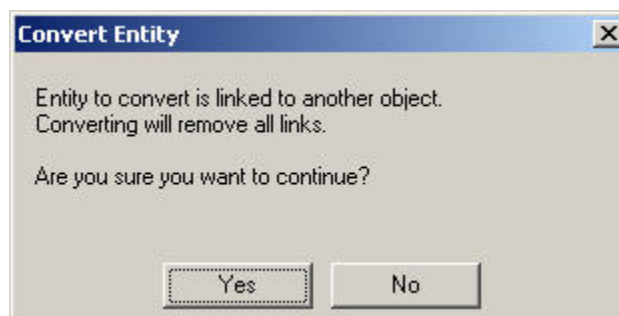 Convert Entity
Entity to convert is linked to another object.
Converting will remove all links.
Are you sure you want to continue?
Yes No